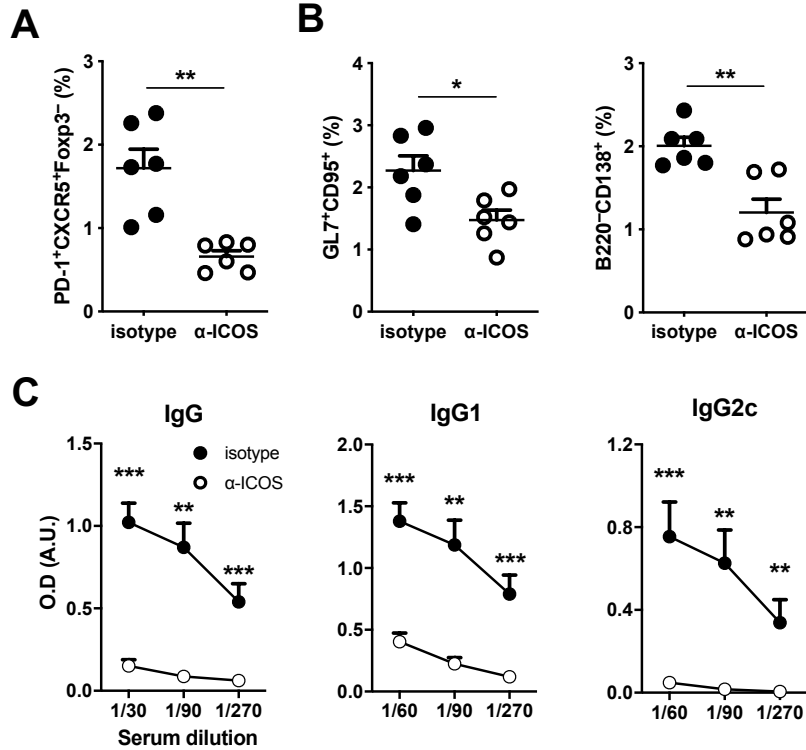 A
B
PD-1⁺CXCR5⁺Foxp3⁻ (%)
3
2
1
0
**
isotype
α-ICOS
GL7⁺CD95⁺ (%)
4
3
2
1
0
*
isotype
α-ICOS
B220⁻CD138⁺ (%)
3
2
1
0
**
isotype
α-ICOS
C
IgG
O.D (A.U.)
1.5
1.0
0.5
0.0
***
**
***
isotype
α-ICOS
1/30
1/90
1/270
Serum dilution
IgG1
2.0
1.5
1.0
0.5
0.0
***
**
***
1/60
1/90
1/270
IgG2c
1.2
0.8
0.4
0.0
***
**
**
1/60
1/90
1/270